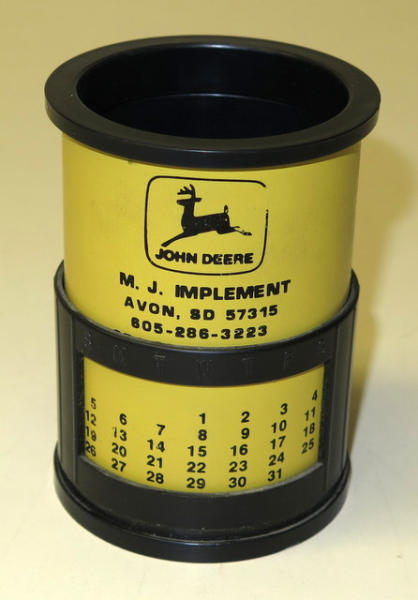 JOHN DEERE
M. J. IMPLEMENT
AVON, SD 57315
605-286-3223
S M T W T F S
1 2 3 4
5 6 7 8 9 10 11
12 13 14 15 16 17 18
19 20 21 22 23 24 25
26 27 28 29 30 31